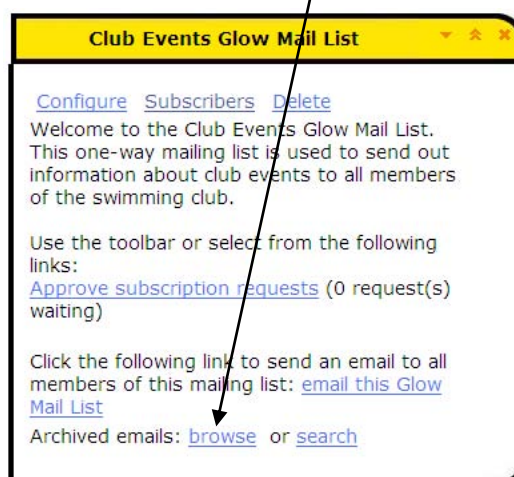 Club Events Glow Mail List
Configure Subscribers Delete
Welcome to the Club Events Glow Mail List.
This one-way mailing list is used to send out
information about club events to all members
of the swimming club.
Use the toolbar or select from the following
links:
Approve subscription requests (0 request(s)
waiting)
Click the following link to send an email to all
members of this mailing list: email this Glow
Mail List
Archived emails: browse or search